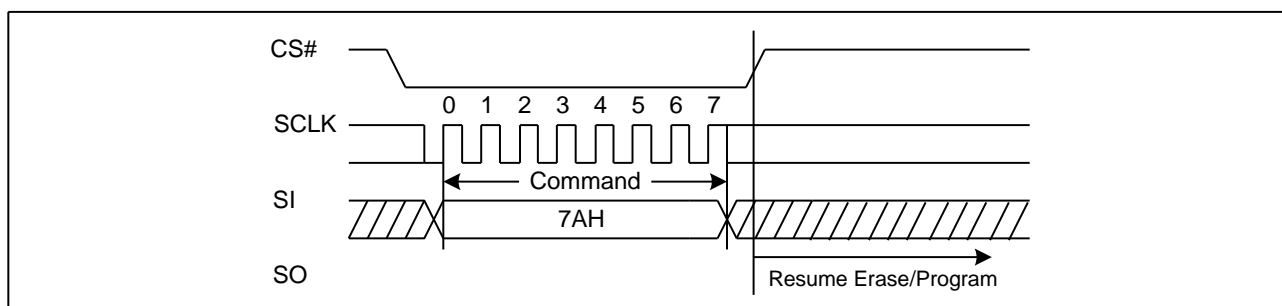 CS#
0 1 2 3 4 5 6 7
SCLK
Command
SI
7AH
SO
Resume Erase/Program